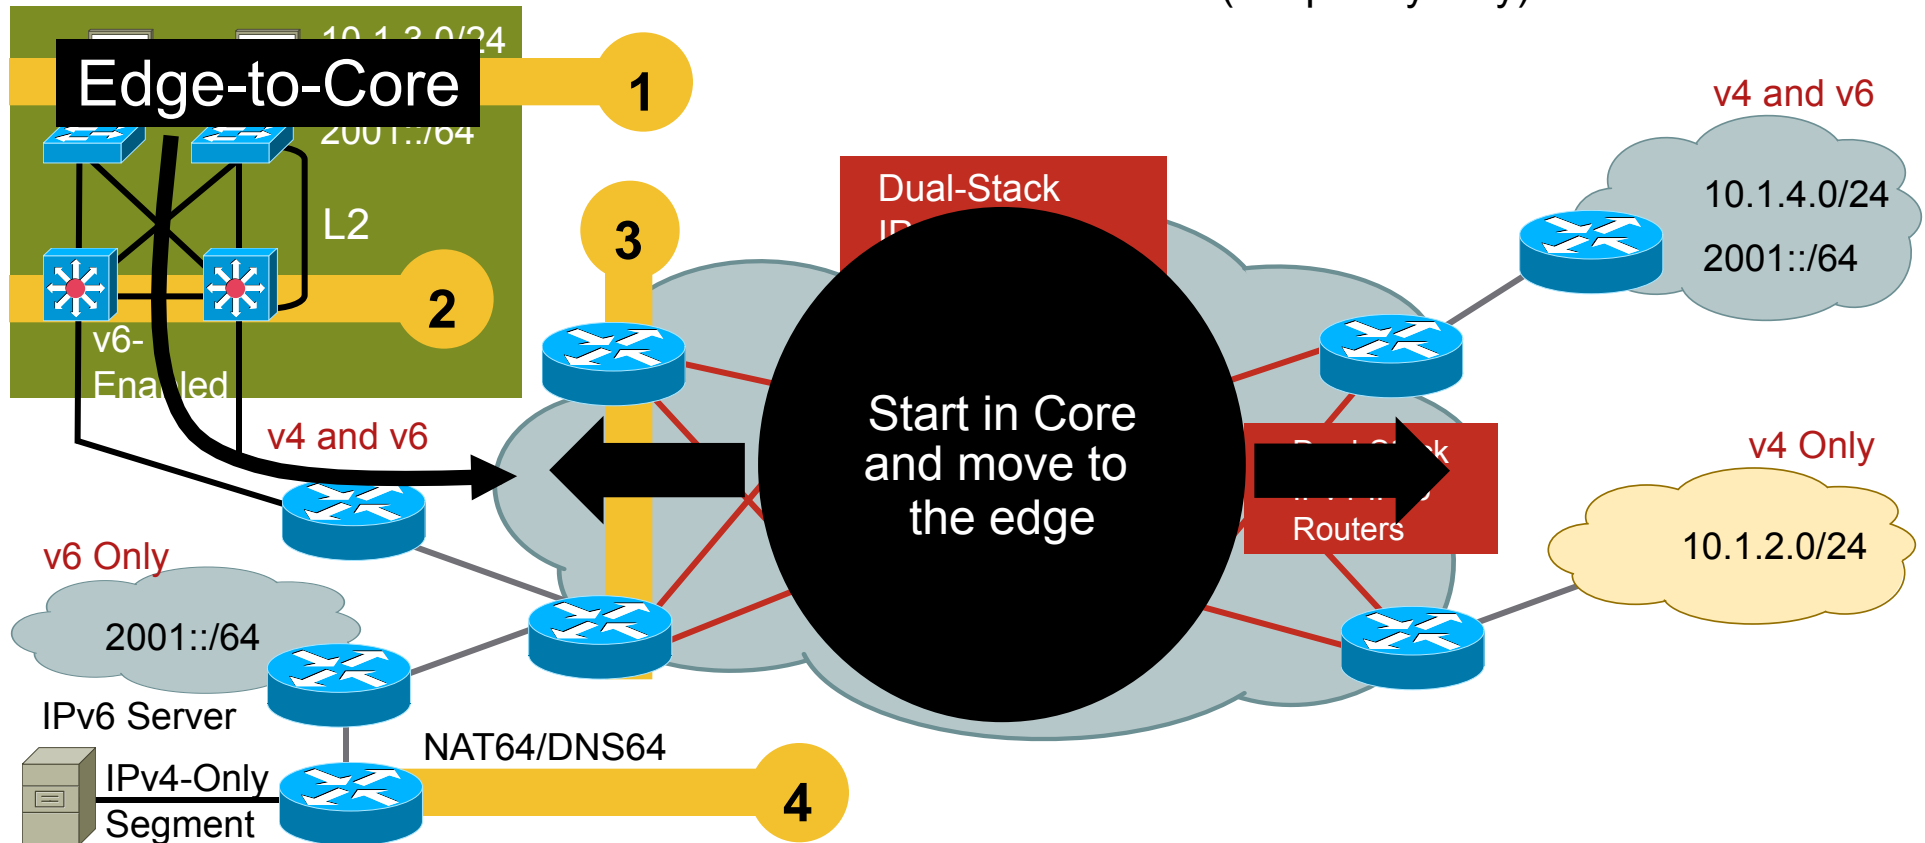 10.1.3.0/24
Edge-to-Core
1
2001::/64
v4 and v6
Dual-Stack
10.1.4.0/24
L2
3
2001::/64
2
v6-
Enabled
Start in Core
and move to
the edge
v4 and v6
v4 Only
Routers
10.1.2.0/24
v6 Only
2001::/64
IPv6 Server
NAT64/DNS64
IPv4-Only
4
Segment